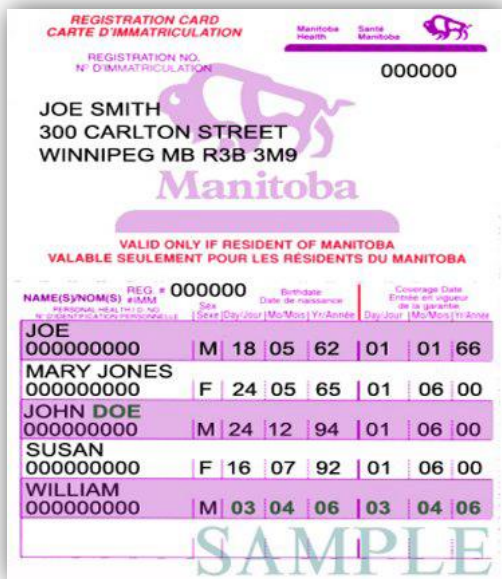 REGISTRATION CARD
CARTE D'IMMATRICULATION
Manitoba Health
Santé Manitoba
REGISTRATION NO.
Nº D'IMMATRICULATION
000000
JOE SMITH
300 CARLTON STREET
WINNIPEG MB R3B 3M9
Manitoba
VALID ONLY IF RESIDENT OF MANITOBA
VALABLE SEULEMENT POUR LES RÉSIDENTS DU MANITOBA
NAME(S)/NOM(S) REG. # #IMM 000000
PERSONAL HEALTH I D NO.
N° D'IDENTIFICATION PERSONNELLE
Sex
Sexe
Birthdate
Date de naissance
Day/Jour Mo/Mois Yr/Année
Coverage Date
Entrée en vigueur
de la garantie
Day/Jour Mo/Mois Yr/Année
JOE
000000000 M 18 05 62 01 01 66
MARY JONES
000000000 F 24 05 65 01 06 00
JOHN DOE
000000000 M 24 12 94 01 06 00
SUSAN
000000000 F 16 07 92 01 06 00
WILLIAM
000000000 M 03 04 06 03 04 06
SAMPLE